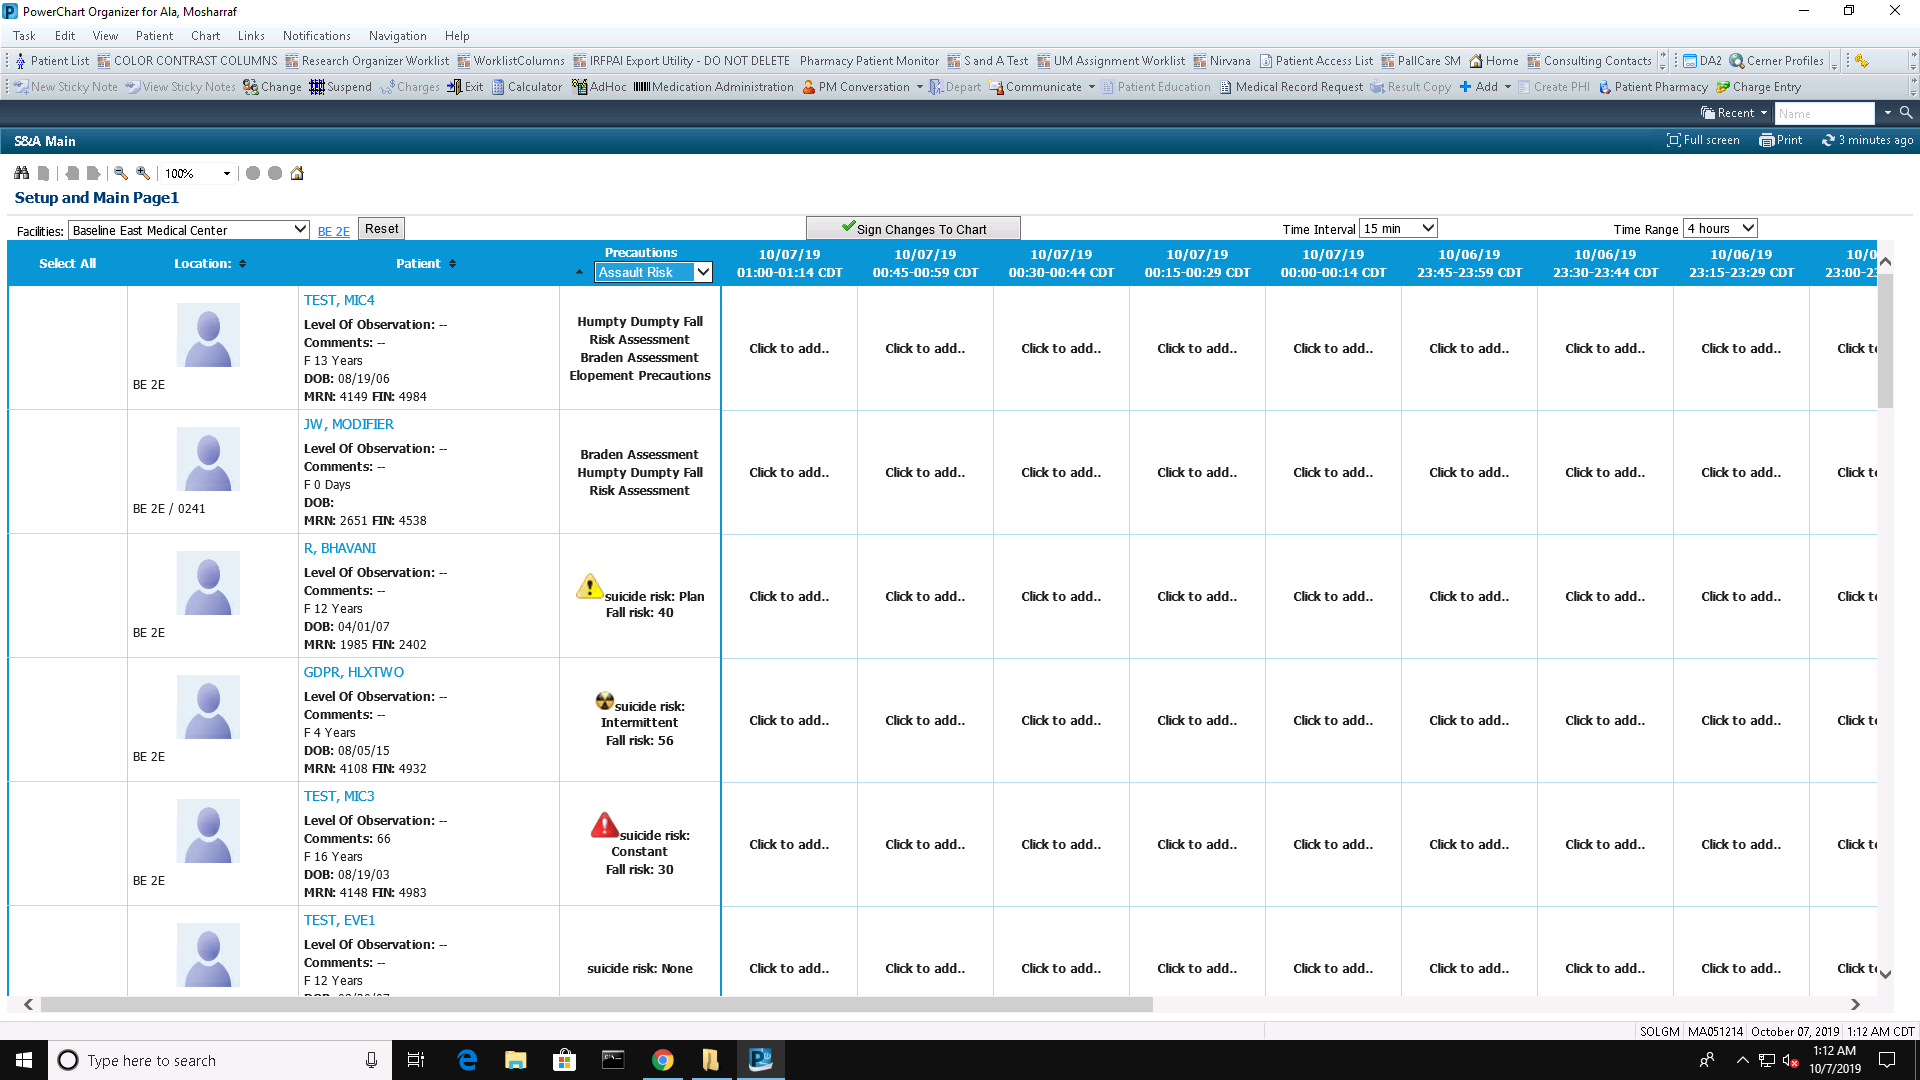 PowerChart Organizer for Ala, Mosharraf
Task Edit View Patient Chart Links Notifications Navigation Help
Patient List COLOR CONTRAST COLUMNS Research Organizer Worklist WorklistColumns IRFPAI Export Utility - DO NOT DELETE Pharmacy Patient Monitor S and A Test UM Assignment Worklist Nirvana Patient Access List PallCare SM Home Consulting Contacts DA2 Cerner Profiles
New Sticky Note View Sticky Notes Change Suspend Charges Exit Calculator AdHoc Medication Administration PM Conversation Depart Communicate Patient Education Medical Record Request Result Copy Add Create PHI Patient Pharmacy Charge Entry
Recent Name
S&A Main Full screen Print 3 minutes ago
100%
Setup and Main Page1
Facilities: Baseline East Medical Center BE 2E Reset Sign Changes To Chart Time Interval 15 min Time Range 4 hours
Select All Location: Patient Precautions Assault Risk
10/07/19 10/07/19 10/07/19 10/07/19 10/07/19 10/06/19 10/06/19 10/06/19 10/0
01:00-01:14 CDT 00:45-00:59 CDT 00:30-00:44 CDT 00:15-00:29 CDT 00:00-00:14 CDT 23:45-23:59 CDT 23:30-23:44 CDT 23:15-23:29 CDT 23:00-2
BE 2E
TEST, MIC4
Level Of Observation: --
Comments: --
F 13 Years
DOB: 08/19/06
MRN: 4149 FIN: 4984
Humpty Dumpty Fall
Risk Assessment
Braden Assessment
Elopement Precautions
Click to add.. Click to add.. Click to add.. Click to add.. Click to add.. Click to add.. Click to add.. Click to add.. Click t
BE 2E / 0241
JW, MODIFIER
Level Of Observation: --
Comments: --
F 0 Days
DOB:
MRN: 2651 FIN: 4538
Braden Assessment
Humpty Dumpty Fall
Risk Assessment
Click to add.. Click to add.. Click to add.. Click to add.. Click to add.. Click to add.. Click to add.. Click to add.. Click t
BE 2E
R, BHAVANI
Level Of Observation: --
Comments: --
F 12 Years
DOB: 04/01/07
MRN: 1985 FIN: 2402
suicide risk: Plan
Fall risk: 40
Click to add.. Click to add.. Click to add.. Click to add.. Click to add.. Click to add.. Click to add.. Click to add.. Click t
BE 2E
GDPR, HLXTWO
Level Of Observation: --
Comments: --
F 4 Years
DOB: 08/05/15
MRN: 4108 FIN: 4932
suicide risk:
Intermittent
Fall risk: 56
Click to add.. Click to add.. Click to add.. Click to add.. Click to add.. Click to add.. Click to add.. Click to add.. Click t
BE 2E
TEST, MIC3
Level Of Observation: --
Comments: 66
F 16 Years
DOB: 08/19/03
MRN: 4148 FIN: 4983
suicide risk:
Constant
Fall risk: 30
Click to add.. Click to add.. Click to add.. Click to add.. Click to add.. Click to add.. Click to add.. Click to add.. Click t
TEST, EVE1
Level Of Observation: --
Comments: --
F 12 Years
suicide risk: None
Click to add.. Click to add.. Click to add.. Click to add.. Click to add.. Click to add.. Click to add.. Click to add.. Click t
SOLGM MA051214 October 07, 2019 1:12 AM CDT
Type here to search
1:12 AM
10/7/2019